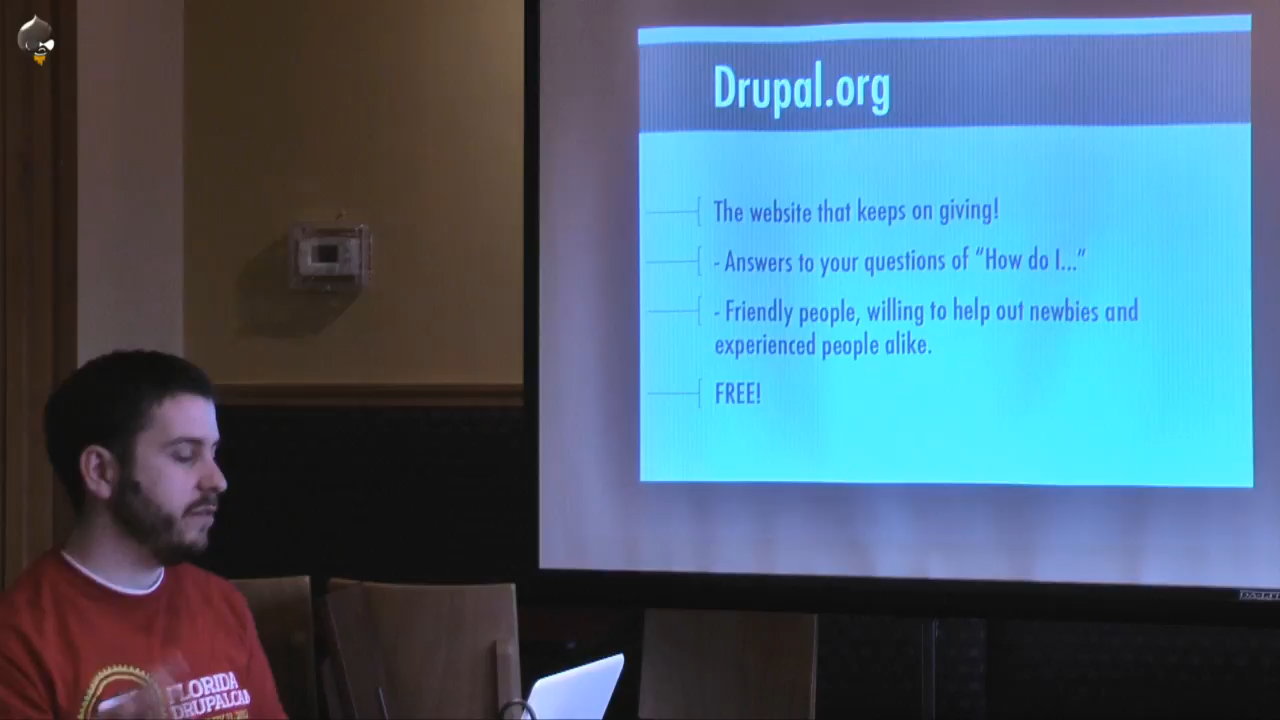 Drupal.org
The website that keeps on giving!
- Answers to your questions of “How do I...”
- Friendly people, willing to help out newbies and
experienced people alike.
FREE!
FLORIDA